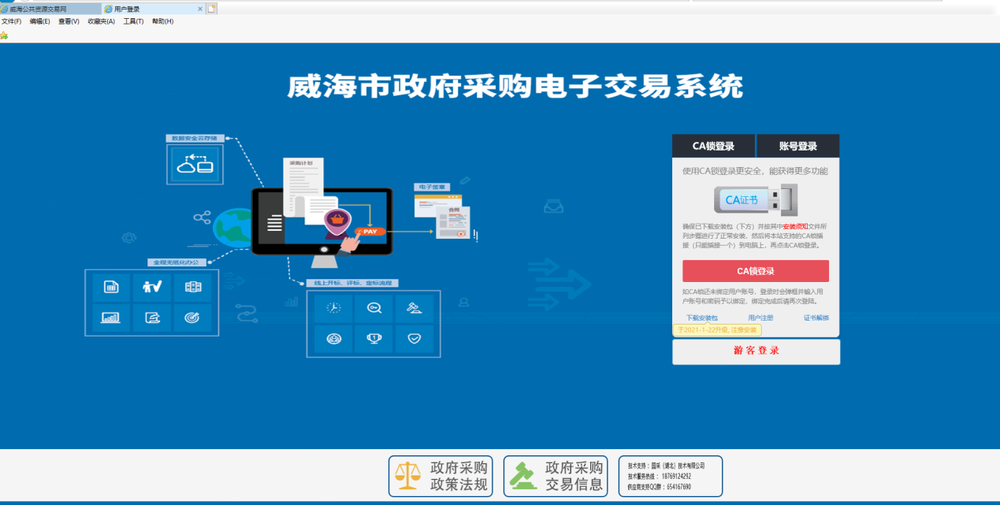 威海公共资源交易网
用户登录
文件(F) 编辑(E) 查看(V) 收藏夹(A) 工具(T) 帮助(H)
威海市政府采购电子交易系统
数据安全云存储
采购计划
电子签章
合同
PAY
全程无纸化办公
线上开标、评标、定标流程
CA锁登录 账号登录
使用CA锁登录更安全，能获得更多功能
CA证书
确保已下载安装包（下方）并按其中安装须知文件所
列步骤进行了正常安装，然后将本站支持的CA锁插
接（只能插接一个）到电脑上，再点击CA锁登录。
CA锁登录
如CA锁还未绑定用户账号，登录时会弹框并输入用
户账号和密码予以绑定，绑定完成后请再次登陆。
下载安装包 用户注册 证书解绑
于2021-1-22升级, 注意安装
游客登录
政府采购
政策法规
政府采购
交易信息
技术支持：国采（湖北）技术有限公司
技术服务热线：18769124292
供应商支持QQ群：654167690